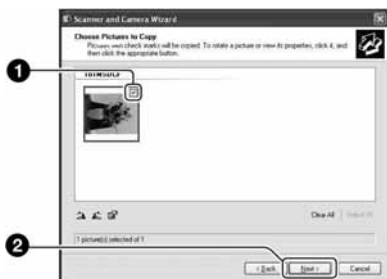 Scanner and Camera Wizard
Choose Pictures to Copy
Pictures with check marks will be copied. To rotate a picture or view its properties, click it, and
then click the appropriate button.
1
Clear All
1 picture(s) selected of 1
2
< Back
Next >
Cancel